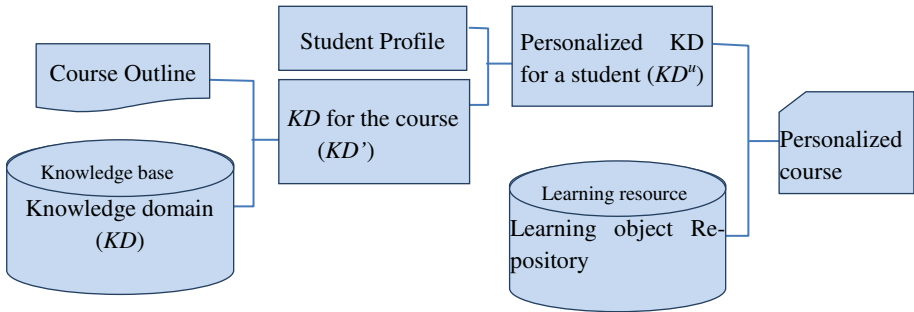 Course Outline
Knowledge base
Knowledge domain
(KD)
Student Profile
KD for the course
(KD’)
Personalized KD
for a student (KDᵘ)
Learning resource
Learning object Re-
pository
Personalized
course